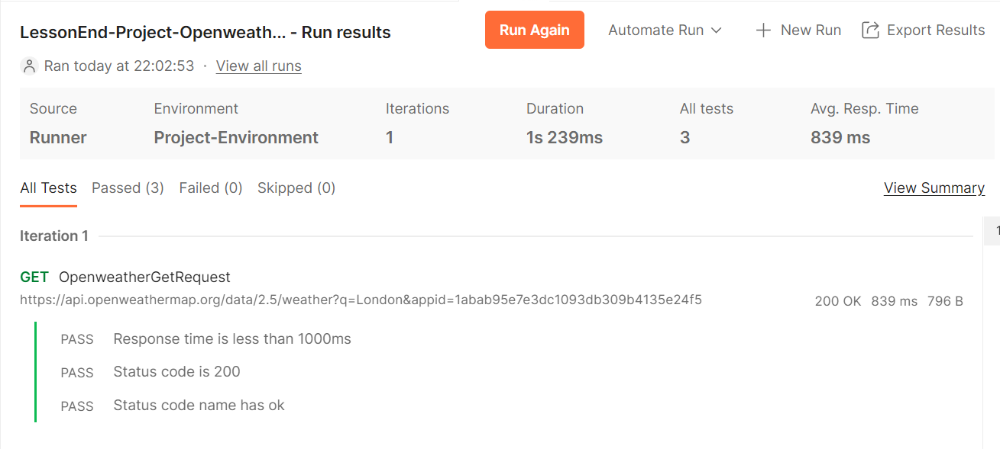 LessonEnd-Project-Openweath... - Run results
Run Again
Automate Run
New Run
Export Results
Ran today at 22:02:53 · View all runs
Source Environment Iterations Duration All tests Avg. Resp. Time
Runner Project-Environment 1 1s 239ms 3 839 ms
All Tests Passed (3) Failed (0) Skipped (0) View Summary
Iteration 1
1
GET OpenweatherGetRequest
https://api.openweathermap.org/data/2.5/weather?q=London&appid=1abab95e7e3dc1093db309b4135e24f5 200 OK 839 ms 796 B
PASS Response time is less than 1000ms
PASS Status code is 200
PASS Status code name has ok